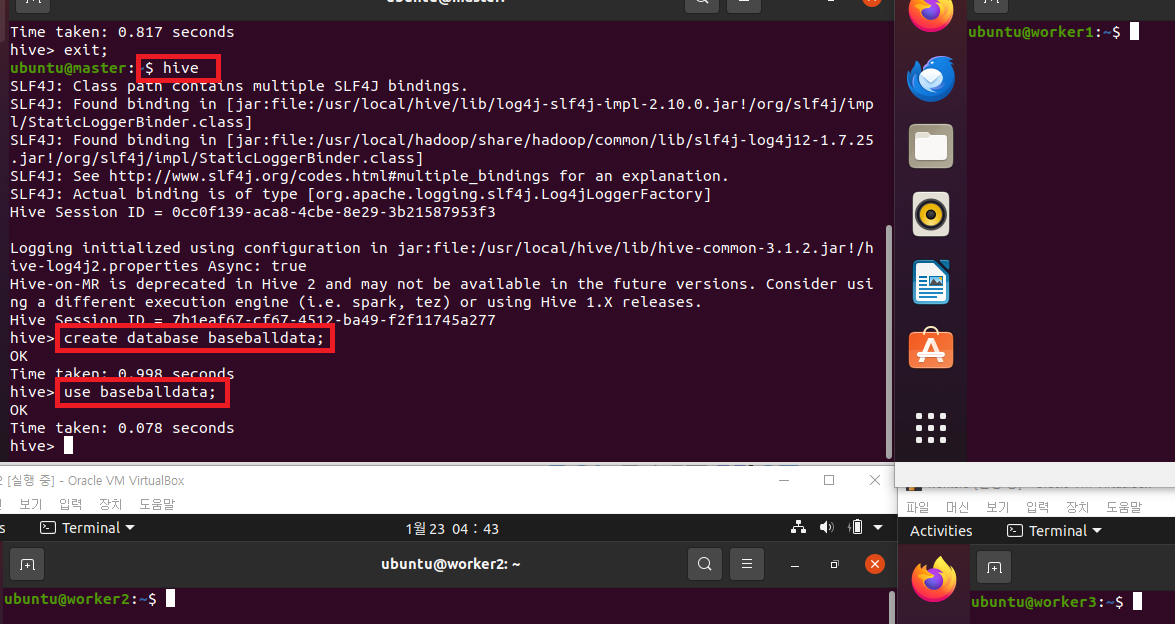 ubuntu@master:
Time taken: 0.817 seconds
hive> exit;
ubuntu@master:~$ hive
SLF4J: Class path contains multiple SLF4J bindings.
SLF4J: Found binding in [jar:file:/usr/local/hive/lib/log4j-slf4j-impl-2.10.0.jar!/org/slf4j/imp
l/StaticLoggerBinder.class]
SLF4J: Found binding in [jar:file:/usr/local/hadoop/share/hadoop/common/lib/slf4j-log4j12-1.7.25
.jar!/org/slf4j/impl/StaticLoggerBinder.class]
SLF4J: See http://www.slf4j.org/codes.html#multiple_bindings for an explanation.
SLF4J: Actual binding is of type [org.apache.logging.slf4j.Log4jLoggerFactory]
Hive Session ID = 0cc0f139-aca8-4cbe-8e29-3b21587953f3
Logging initialized using configuration in jar:file:/usr/local/hive/lib/hive-common-3.1.2.jar!/h
ive-log4j2.properties Async: true
Hive-on-MR is deprecated in Hive 2 and may not be available in the future versions. Consider usi
ng a different execution engine (i.e. spark, tez) or using Hive 1.X releases.
Hive Session ID = 7b1eaf67-cf67-4512-ba49-f2f11745a277
hive> create database baseballdata;
OK
Time taken: 0.998 seconds
hive> use baseballdata;
OK
Time taken: 0.078 seconds
hive>
ubuntu@worker1:~$
2 [실행 중] - Oracle VM VirtualBox
보기 입력 장치 도움말
s Terminal 1월 23 04 : 43
ubuntu@worker2: ~
ubuntu@worker2:~$
파일 머신 보기 입력 장치 도움말
Activities Terminal
ubuntu@worker3:~$